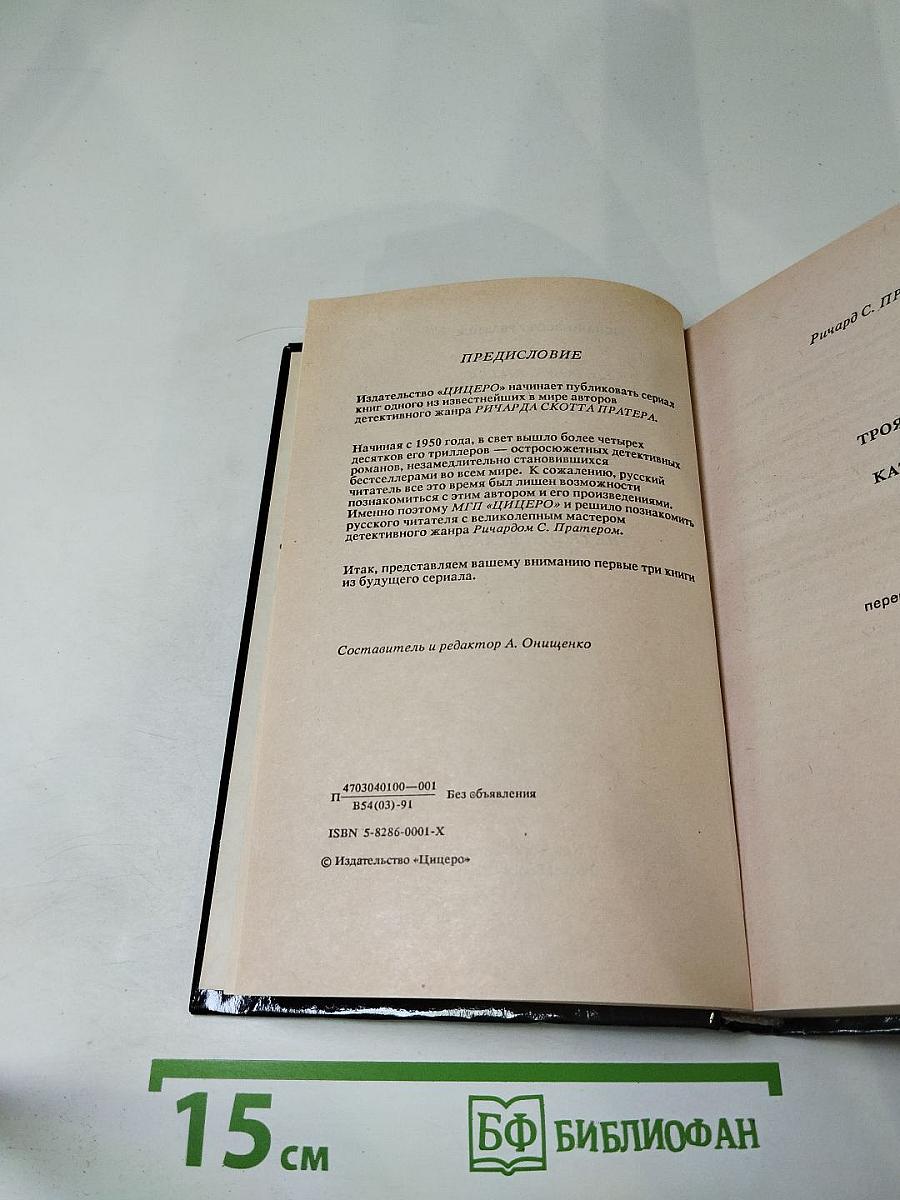 ПРЕДИСЛОВИЕ
Издательство «ЦИЦЕРО» начинает публиковать сериал
книг одного из известнейших в мире авторов
детективного жанра РИЧАРДА СКОТТА ПРАТЕРА.
Начиная с 1950 года, в свет вышло более четырех
десятков его триллеров — остросюжетных детективных
романов, незамедлительно становившихся
бестселлерами во всем мире. К сожалению, русский
читатель все это время был лишен возможности
познакомиться с этим автором и его произведениями.
Именно поэтому МГП «ЦИЦЕРО» и решило познакомить
русского читателя с великолепным мастером
детективного жанра Ричардом С. Пратером.
Итак, представляем вашему вниманию первые три книги
из будущего сериала.
Составитель и редактор А. Онищенко
П 4703040100—001 Без объявления
В54(03)-91
ISBN 5-8286-0001-X
© Издательство «Цицеро»
Ричард С. ПР
ТРОЯ
КАТ
пере
15 см
БФ БИБЛИОФАН